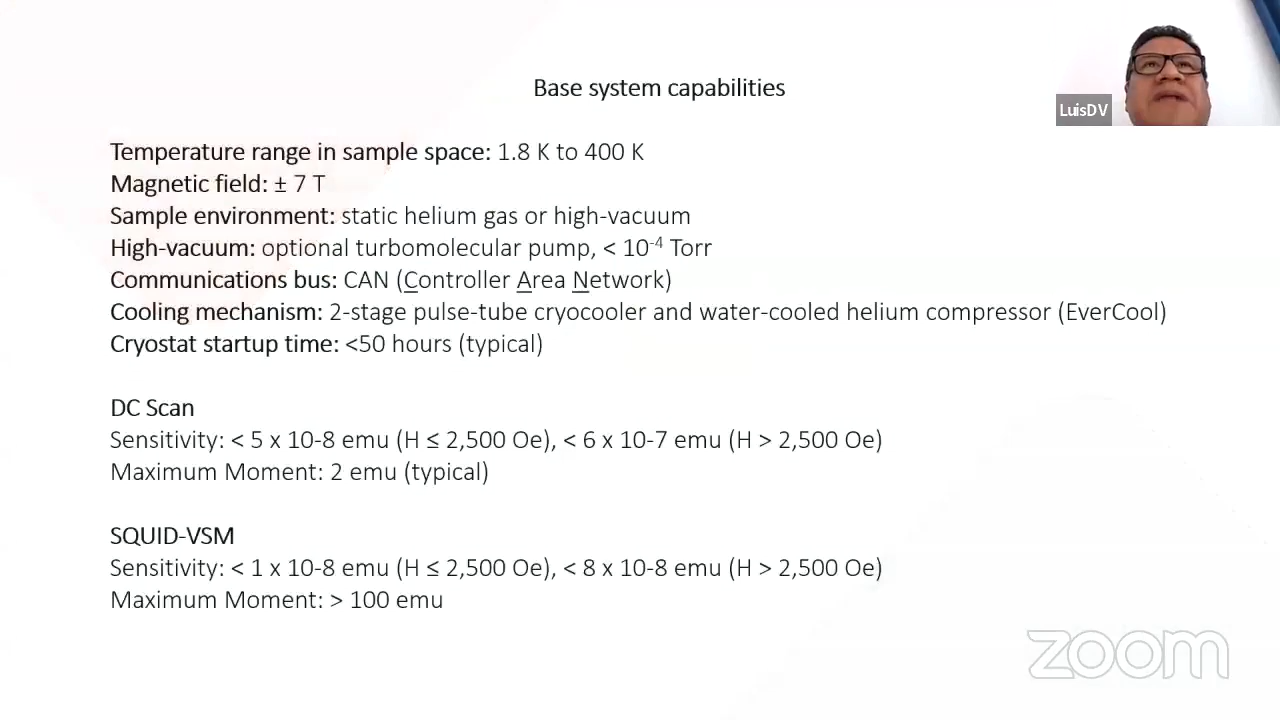 Base system capabilities
LuisDV
Temperature range in sample space: 1.8 K to 400 K
Magnetic field: ± 7 T
Sample environment: static helium gas or high-vacuum
High-vacuum: optional turbomolecular pump, < 10⁻⁴ Torr
Communications bus: CAN (Controller Area Network)
Cooling mechanism: 2-stage pulse-tube cryocooler and water-cooled helium compressor (EverCool)
Cryostat startup time: <50 hours (typical)
DC Scan
Sensitivity: < 5 x 10-8 emu (H ≤ 2,500 Oe), < 6 x 10-7 emu (H > 2,500 Oe)
Maximum Moment: 2 emu (typical)
SQUID-VSM
Sensitivity: < 1 x 10-8 emu (H ≤ 2,500 Oe), < 8 x 10-8 emu (H > 2,500 Oe)
Maximum Moment: > 100 emu
zoom